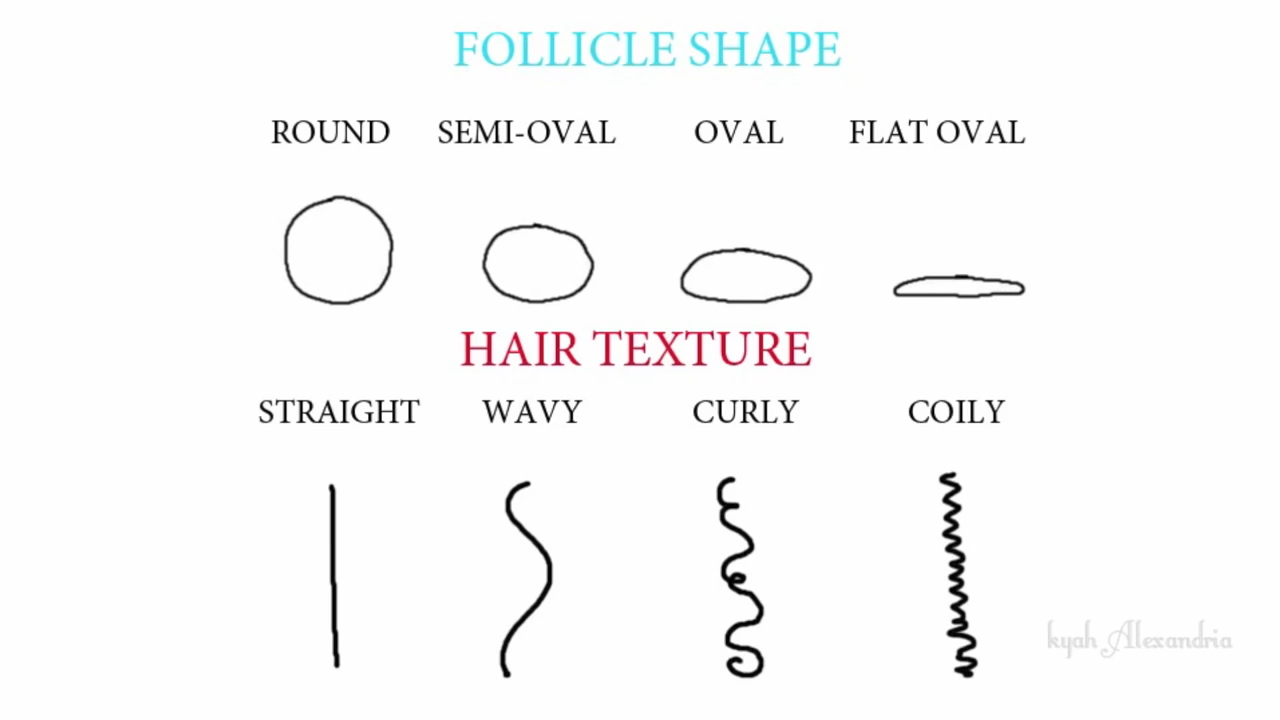 FOLLICLE SHAPE
ROUND SEMI-OVAL OVAL FLAT OVAL
HAIR TEXTURE
STRAIGHT WAVY CURLY COILY
kyah Alexandria